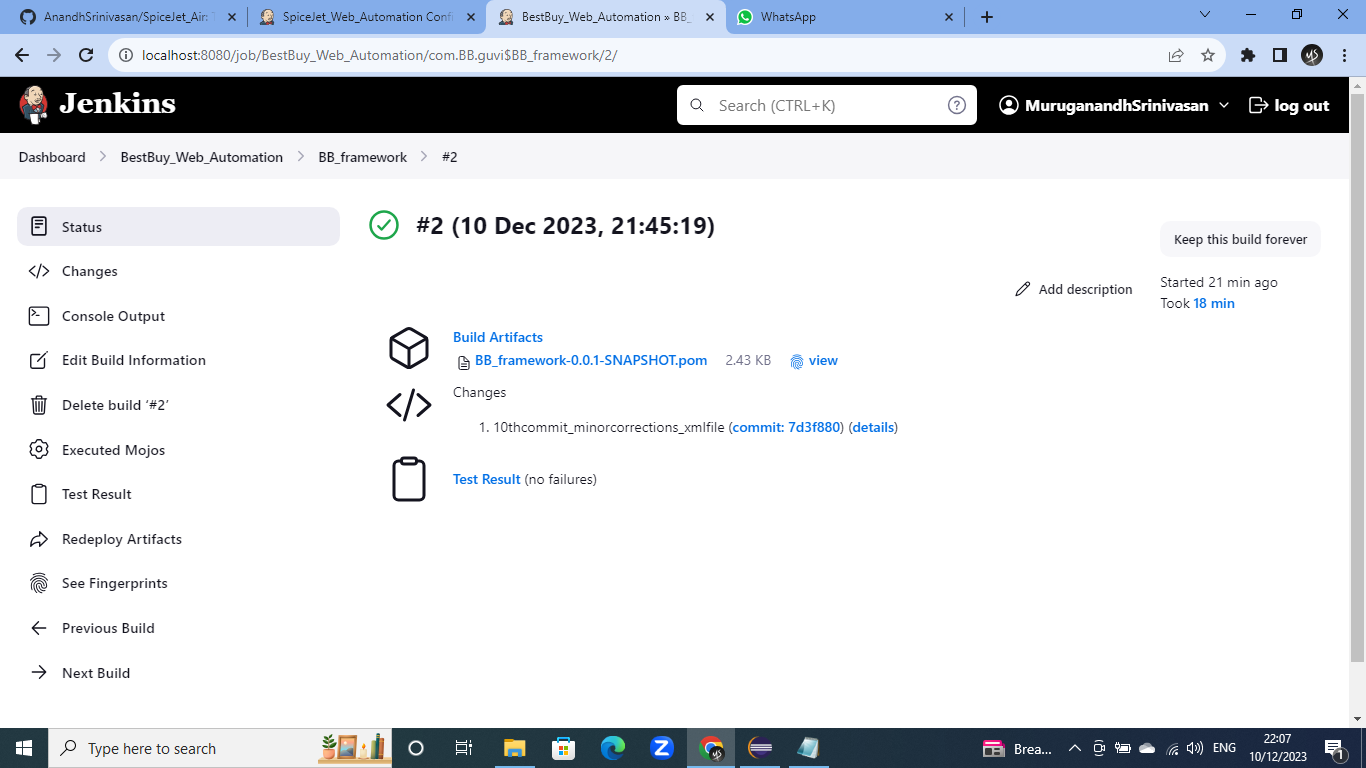 AnandhSrinivasan/SpiceJet_Air: T
SpiceJet_Web_Automation Confi
BestBuy_Web_Automation » BB_
WhatsApp
localhost:8080/job/BestBuy_Web_Automation/com.BB.guvi$BB_framework/2/
Jenkins
Search (CTRL+K)
MuruganandhSrinivasan
log out
Dashboard
BestBuy_Web_Automation
BB_framework
#2
Status
Changes
Console Output
Edit Build Information
Delete build ‘#2’
Executed Mojos
Test Result
Redeploy Artifacts
See Fingerprints
Previous Build
Next Build
#2 (10 Dec 2023, 21:45:19)
Keep this build forever
Add description
Started 21 min ago
Took 18 min
Build Artifacts
BB_framework-0.0.1-SNAPSHOT.pom 2.43 KB view
Changes
1. 10thcommit_minorcorrections_xmlfile (commit: 7d3f880) (details)
Test Result (no failures)
Type here to search
Brea...
ENG
22:07
10/12/2023
1